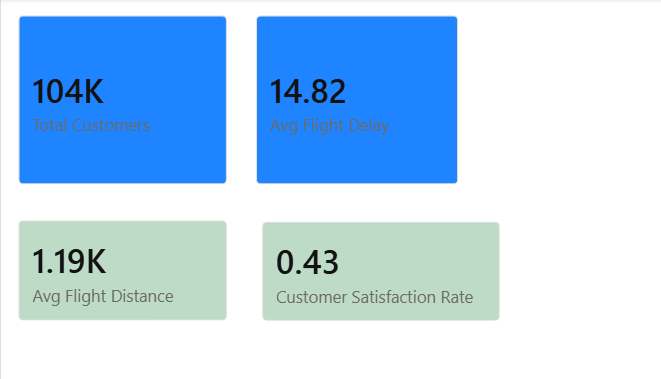 104K
Total Customers
14.82
Avg Flight Delay
1.19K
Avg Flight Distance
0.43
Customer Satisfaction Rate